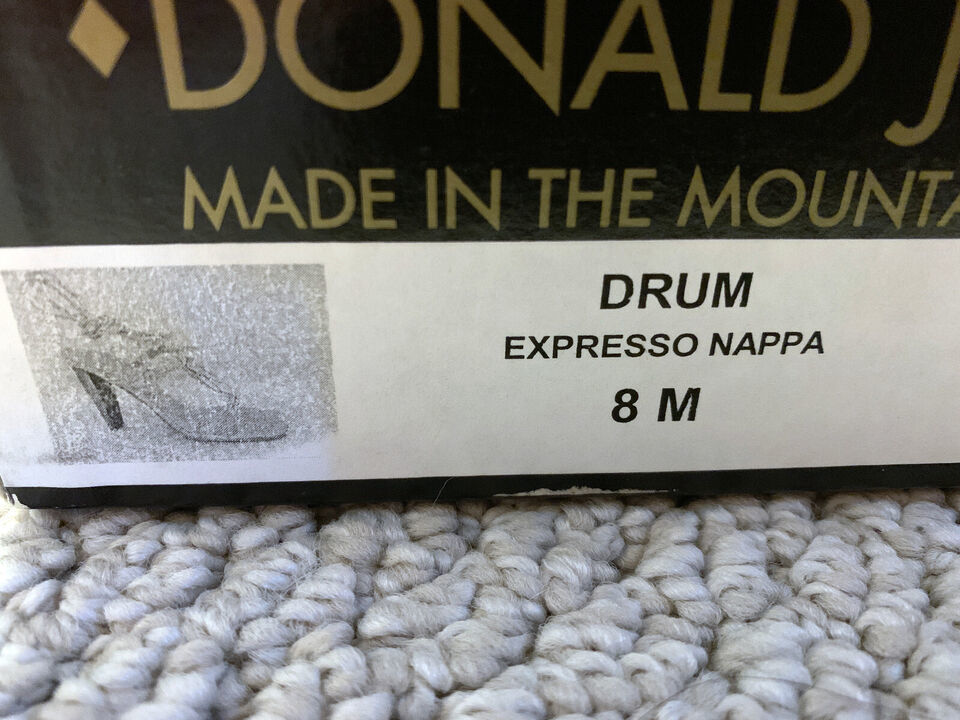 DONALD J
MADE IN THE MOUNTA
DRUM
EXPRESSO NAPPA
8 M